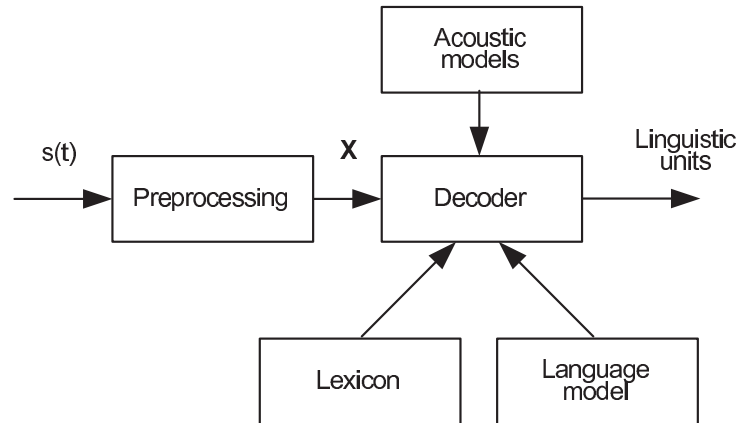 Acoustic
models
s(t)
X
Linguistic
units
Preprocessing
Decoder
Lexicon
Language
model